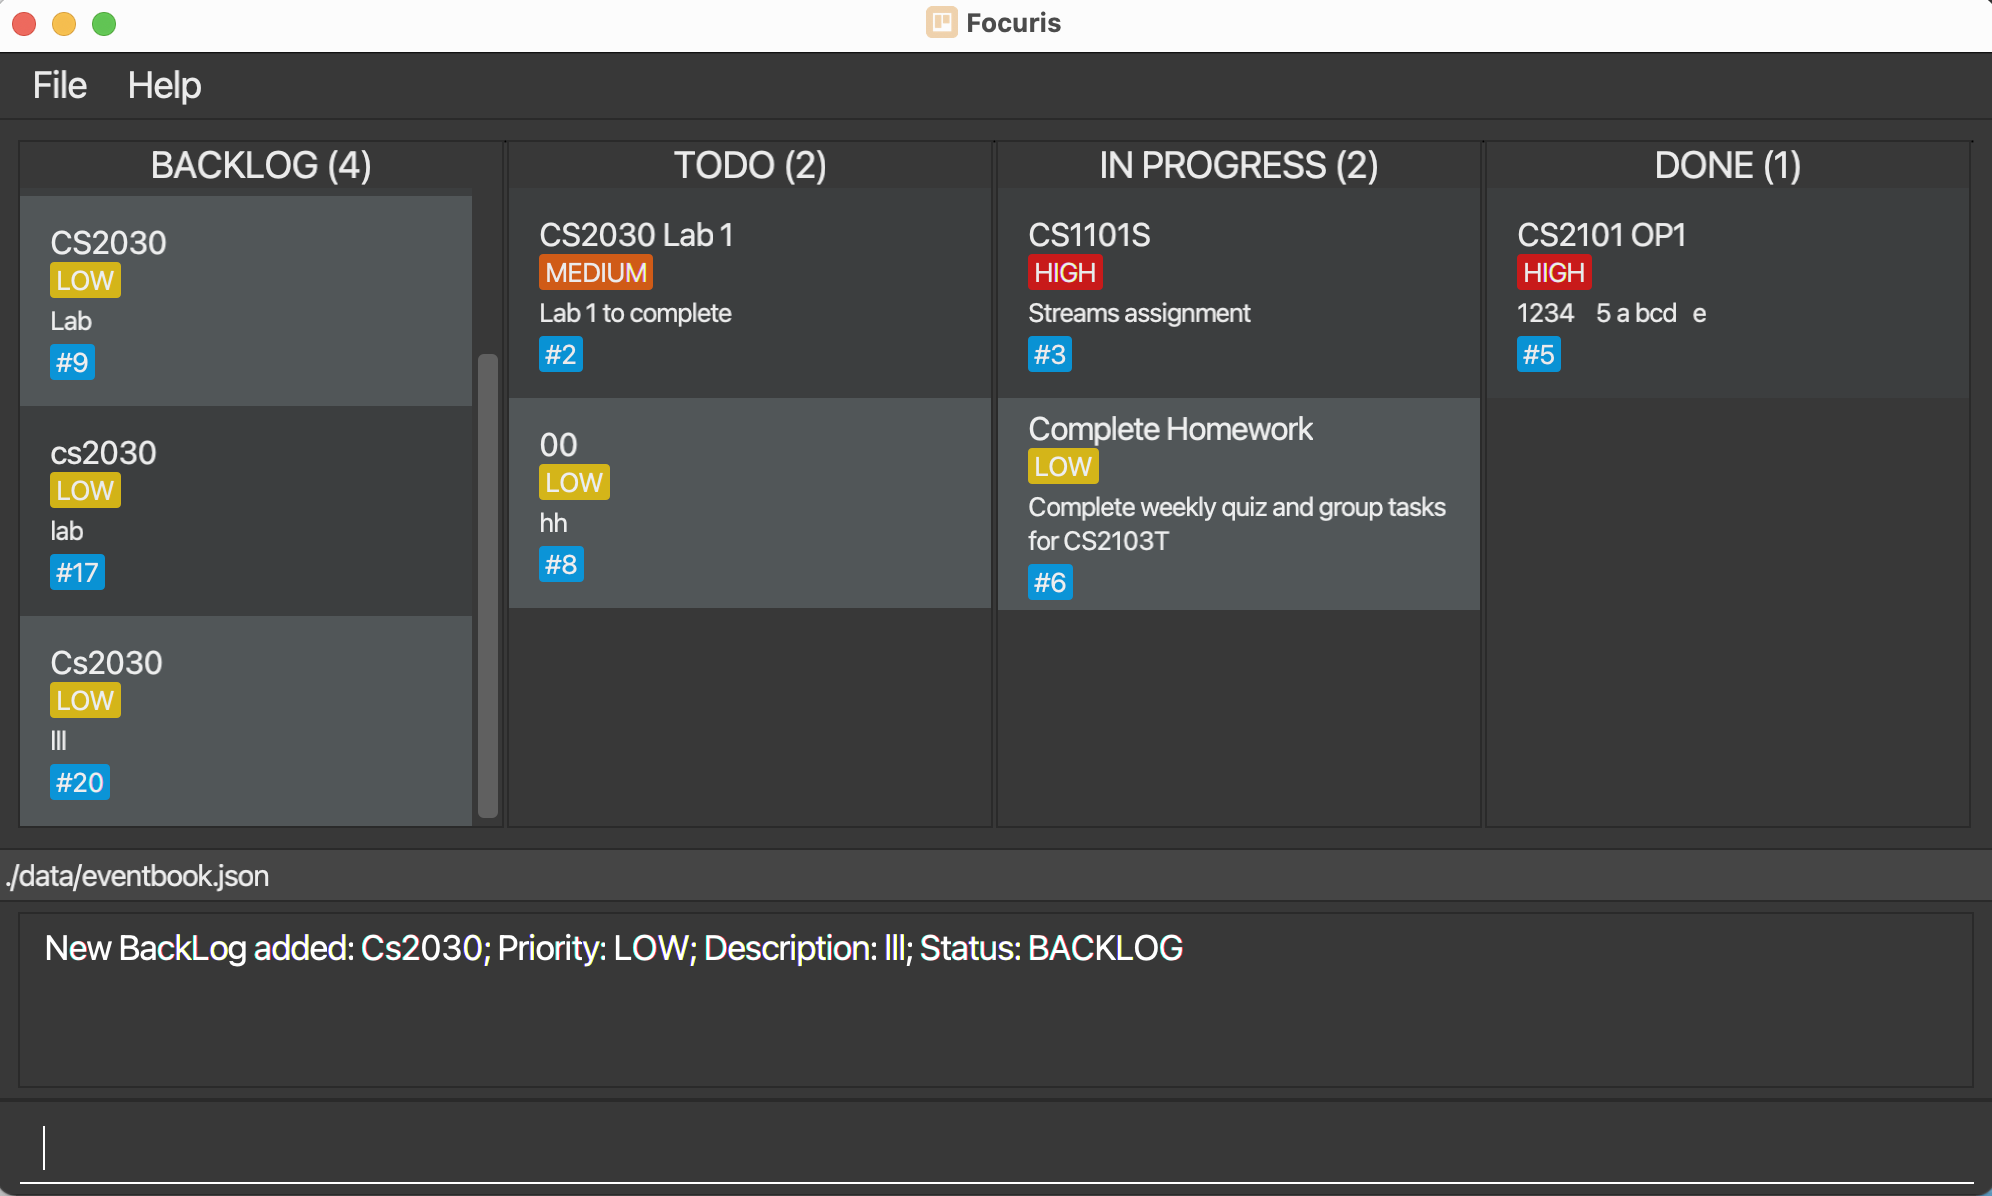 Focuris
File Help
BACKLOG (4)
CS2030
LOW
Lab
#9
cs2030
LOW
lab
#17
Cs2030
LOW
lll
#20
TODO (2)
CS2030 Lab 1
MEDIUM
Lab 1 to complete
#2
00
LOW
hh
#8
IN PROGRESS (2)
CS1101S
HIGH
Streams assignment
#3
Complete Homework
LOW
Complete weekly quiz and group tasks
for CS2103T
#6
DONE (1)
CS2101 OP1
HIGH
1234 5 a bcd e
#5
./data/eventbook.json
New BackLog added: Cs2030; Priority: LOW; Description: lll; Status: BACKLOG